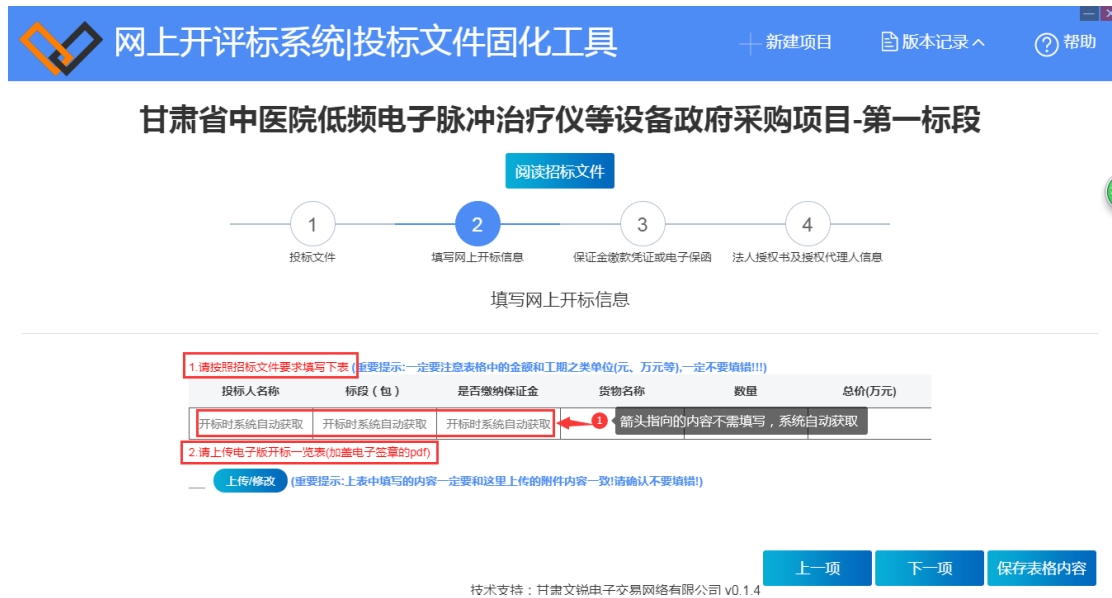 网上开评标系统|投标文件固化工具
新建项目
版本记录
帮助
甘肃省中医院低频电子脉冲治疗仪等设备政府采购项目-第一标段
阅读招标文件
1
2
3
4
投标文件
填写网上开标信息
保证金缴款凭证或电子保函
法人授权书及授权代理人信息
填写网上开标信息
1.请按照招标文件要求填写下表 (重要提示:一定要注意表格中的金额和工期之类单位(元、万元等),一定不要填错!!!)
投标人名称 标段(包) 是否缴纳保证金 货物名称 数量 总价(万元)
开标时系统自动获取 开标时系统自动获取 开标时系统自动获取
1 箭头指向的内容不需填写,系统自动获取
2.请上传电子版开标一览表(加盖电子签章的pdf)
上传/修改 (重要提示:上表中填写的内容一定要和这里上传的附件内容一致!请确认不要填错!)
上一项
下一项
保存表格内容
技术支持:甘肃文锐电子交易网络有限公司 v0.1.4